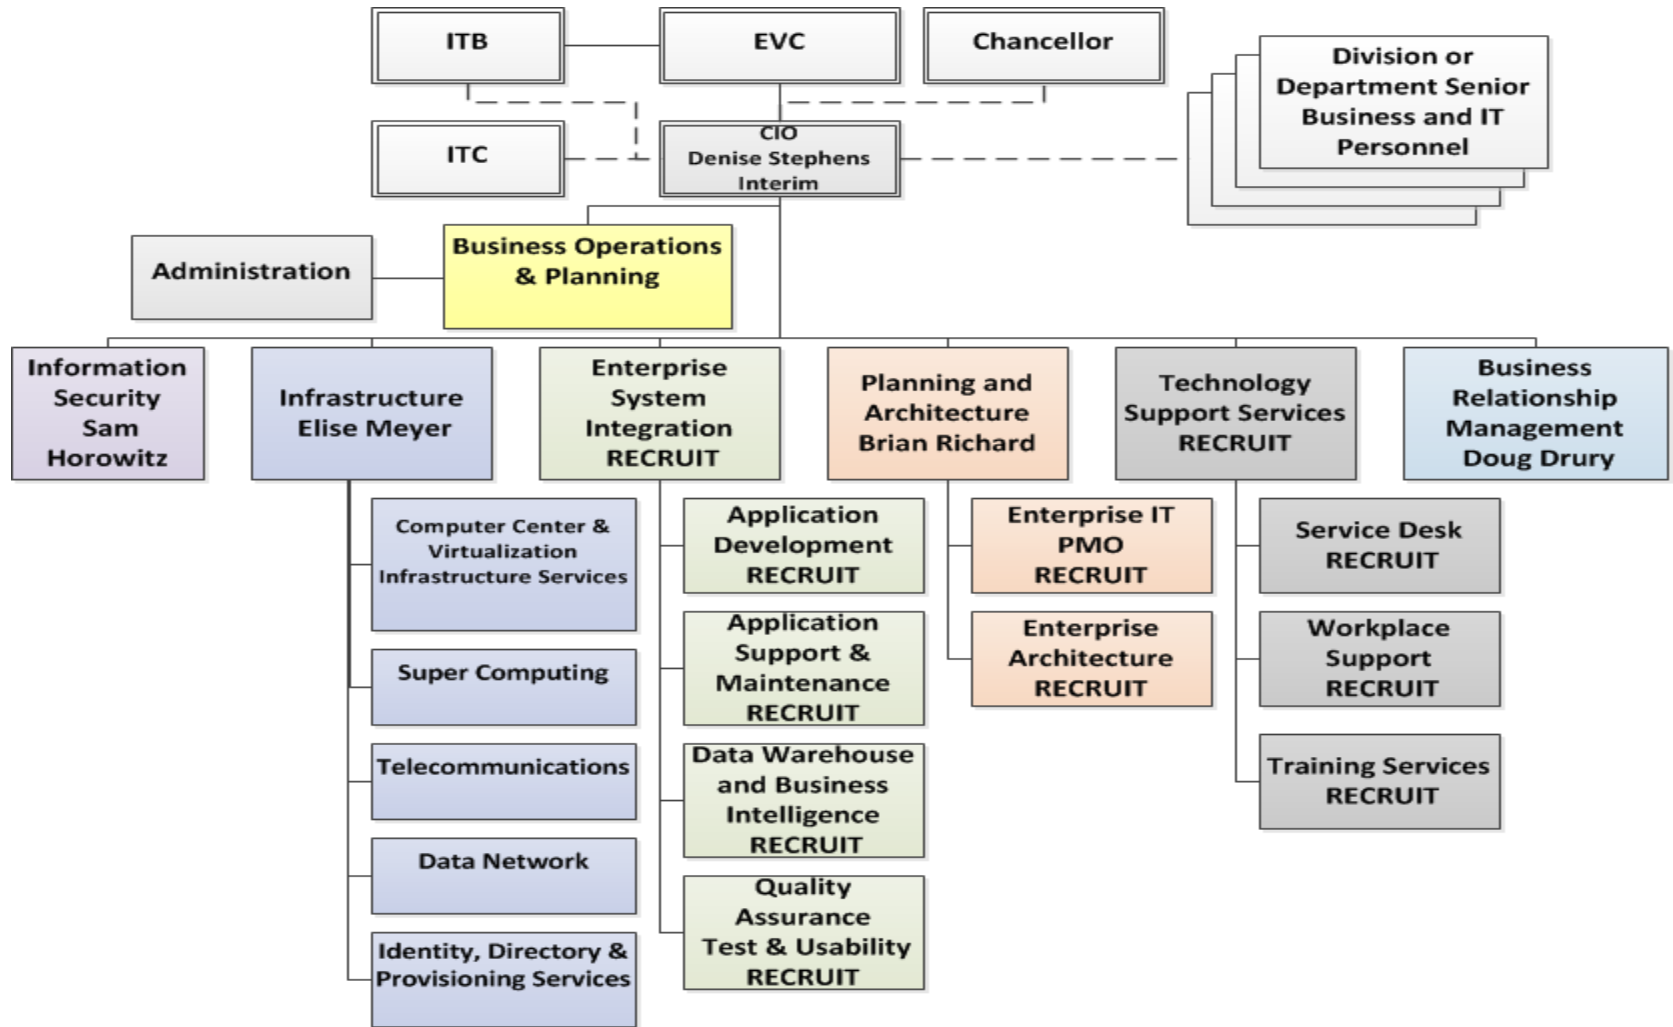 ITB
EVC
Chancellor
Division or
Department Senior
Business and IT
Personnel
ITC
CIO
Denise Stephens
Interim
Administration
Business Operations
& Planning
Information
Security
Sam
Horowitz
Infrastructure
Elise Meyer
Enterprise
System
Integration
RECRUIT
Planning and
Architecture
Brian Richard
Technology
Support Services
RECRUIT
Business
Relationship
Management
Doug Drury
Computer Center &
Virtualization
Infrastructure Services
Super Computing
Telecommunications
Data Network
Identity, Directory &
Provisioning Services
Application
Development
RECRUIT
Application
Support &
Maintenance
RECRUIT
Data Warehouse
and Business
Intelligence
RECRUIT
Quality
Assurance
Test & Usability
RECRUIT
Enterprise IT
PMO
RECRUIT
Enterprise
Architecture
RECRUIT
Service Desk
RECRUIT
Workplace
Support
RECRUIT
Training Services
RECRUIT